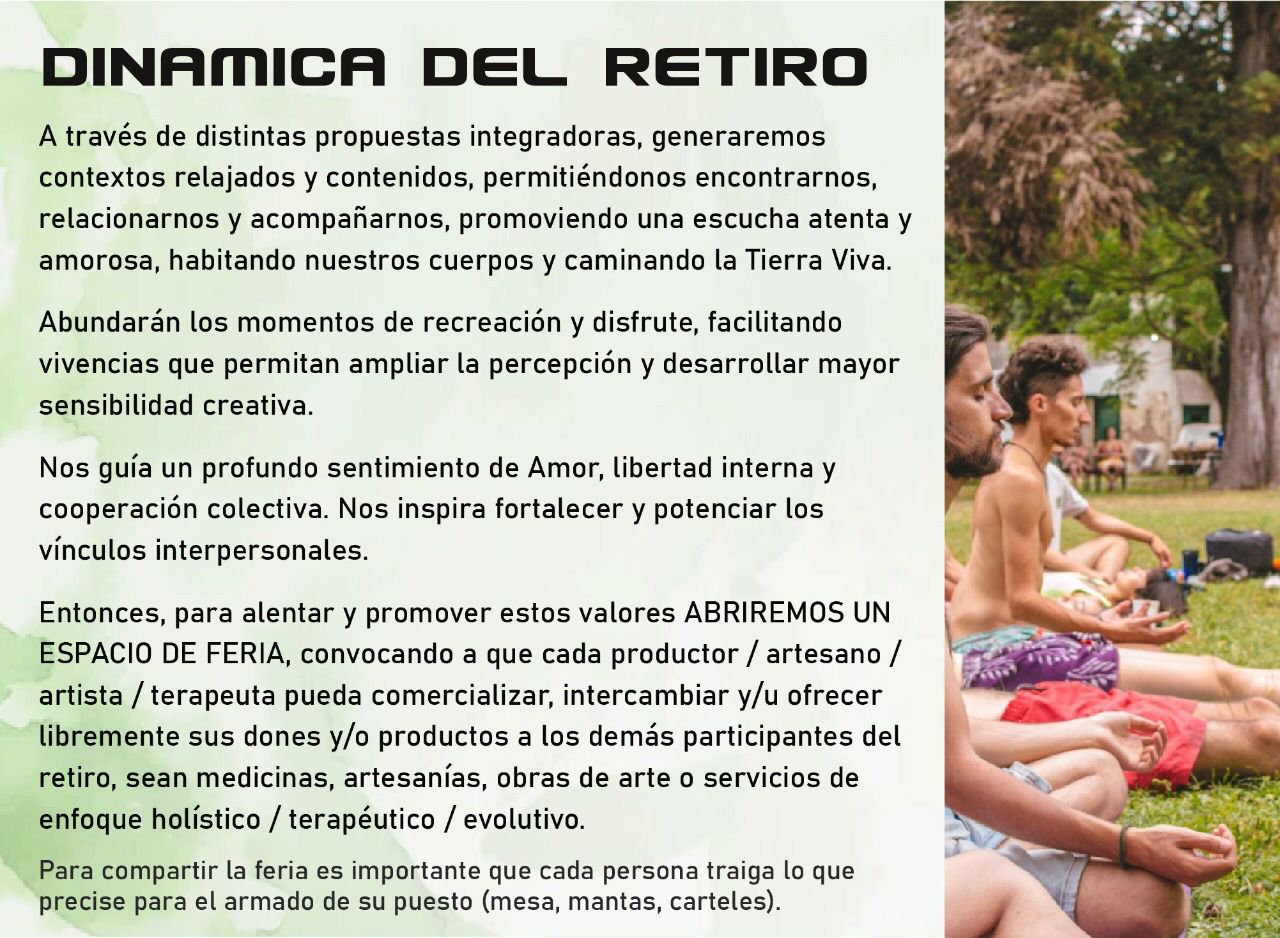 DINAMICA DEL RETIRO
A través de distintas propuestas integradoras, generaremos
contextos relajados y contenidos, permitiéndonos encontrarnos,
relacionarnos y acompañarnos, promoviendo una escucha atenta y
amorosa, habitando nuestros cuerpos y caminando la Tierra Viva.
Abundarán los momentos de recreación y disfrute, facilitando
vivencias que permitan ampliar la percepción y desarrollar mayor
sensibilidad creativa.
Nos guía un profundo sentimiento de Amor, libertad interna y
cooperación colectiva. Nos inspira fortalecer y potenciar los
vínculos interpersonales.
Entonces, para alentar y promover estos valores ABRIREMOS UN
ESPACIO DE FERIA, convocando a que cada productor / artesano /
artista / terapeuta pueda comercializar, intercambiar y/u ofrecer
libremente sus dones y/o productos a los demás participantes del
retiro, sean medicinas, artesanías, obras de arte o servicios de
enfoque holístico / terapéutico / evolutivo.
Para compartir la feria es importante que cada persona traiga lo que
precise para el armado de su puesto (mesa, mantas, carteles).